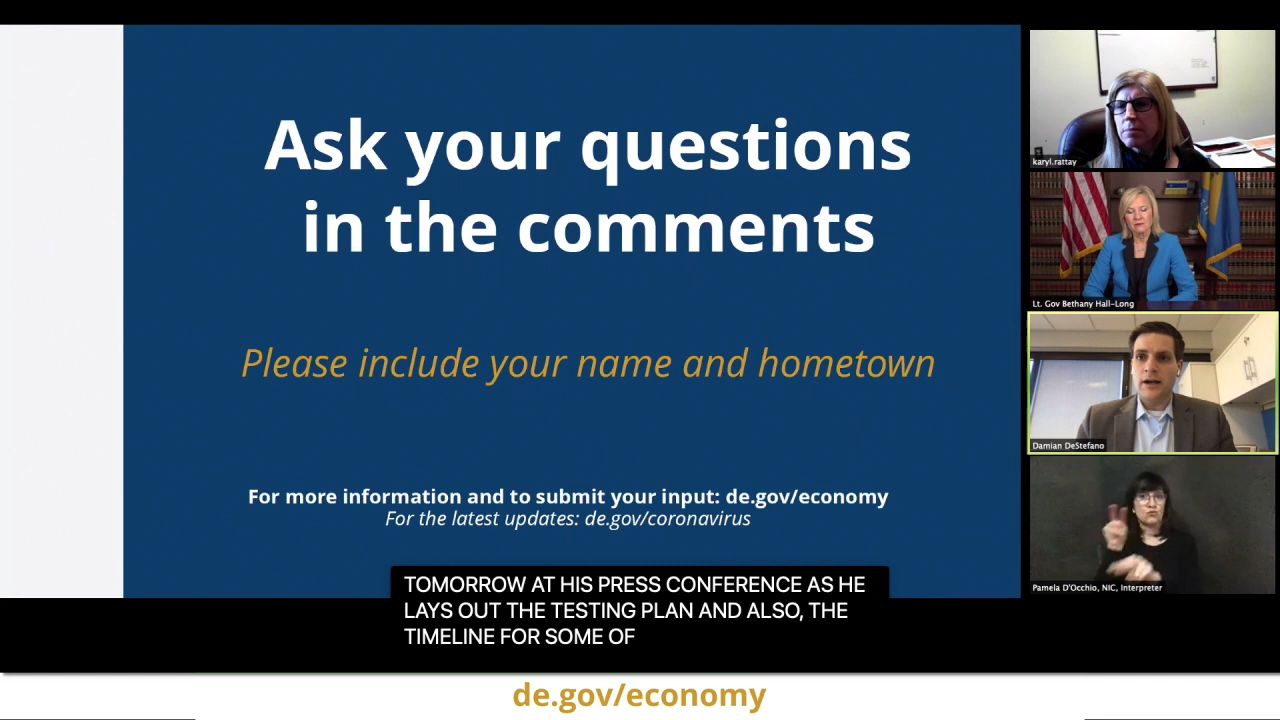 Ask your questions
in the comments
Please include your name and hometown
For more information and to submit your input: de.gov/economy
For the latest updates: de.gov/coronavirus
karyl.rattay
Lt. Gov Bethany Hall-Long
Damian DeStefano
Pamela D'Occhio, NIC, Interpreter
TOMORROW AT HIS PRESS CONFERENCE AS HE
LAYS OUT THE TESTING PLAN AND ALSO, THE
TIMELINE FOR SOME OF
de.gov/economy